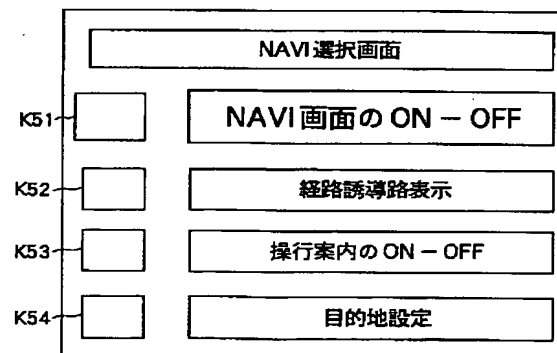 NAVI選択画面
K51 NAVI画面のON－OFF
K52 経路誘導路表示
K53 操行案内のON－OFF
K54 目的地設定